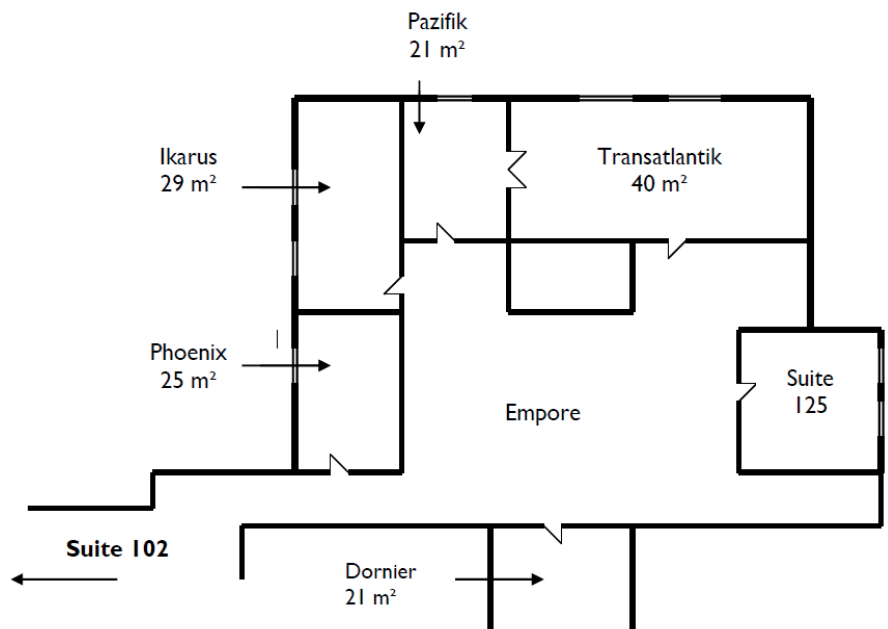 Pazifik
21 m²
Ikarus
29 m²
Transatlantik
40 m²
Phoenix
25 m²
Suite
125
Empore
Suite 102
Dornier
21 m²